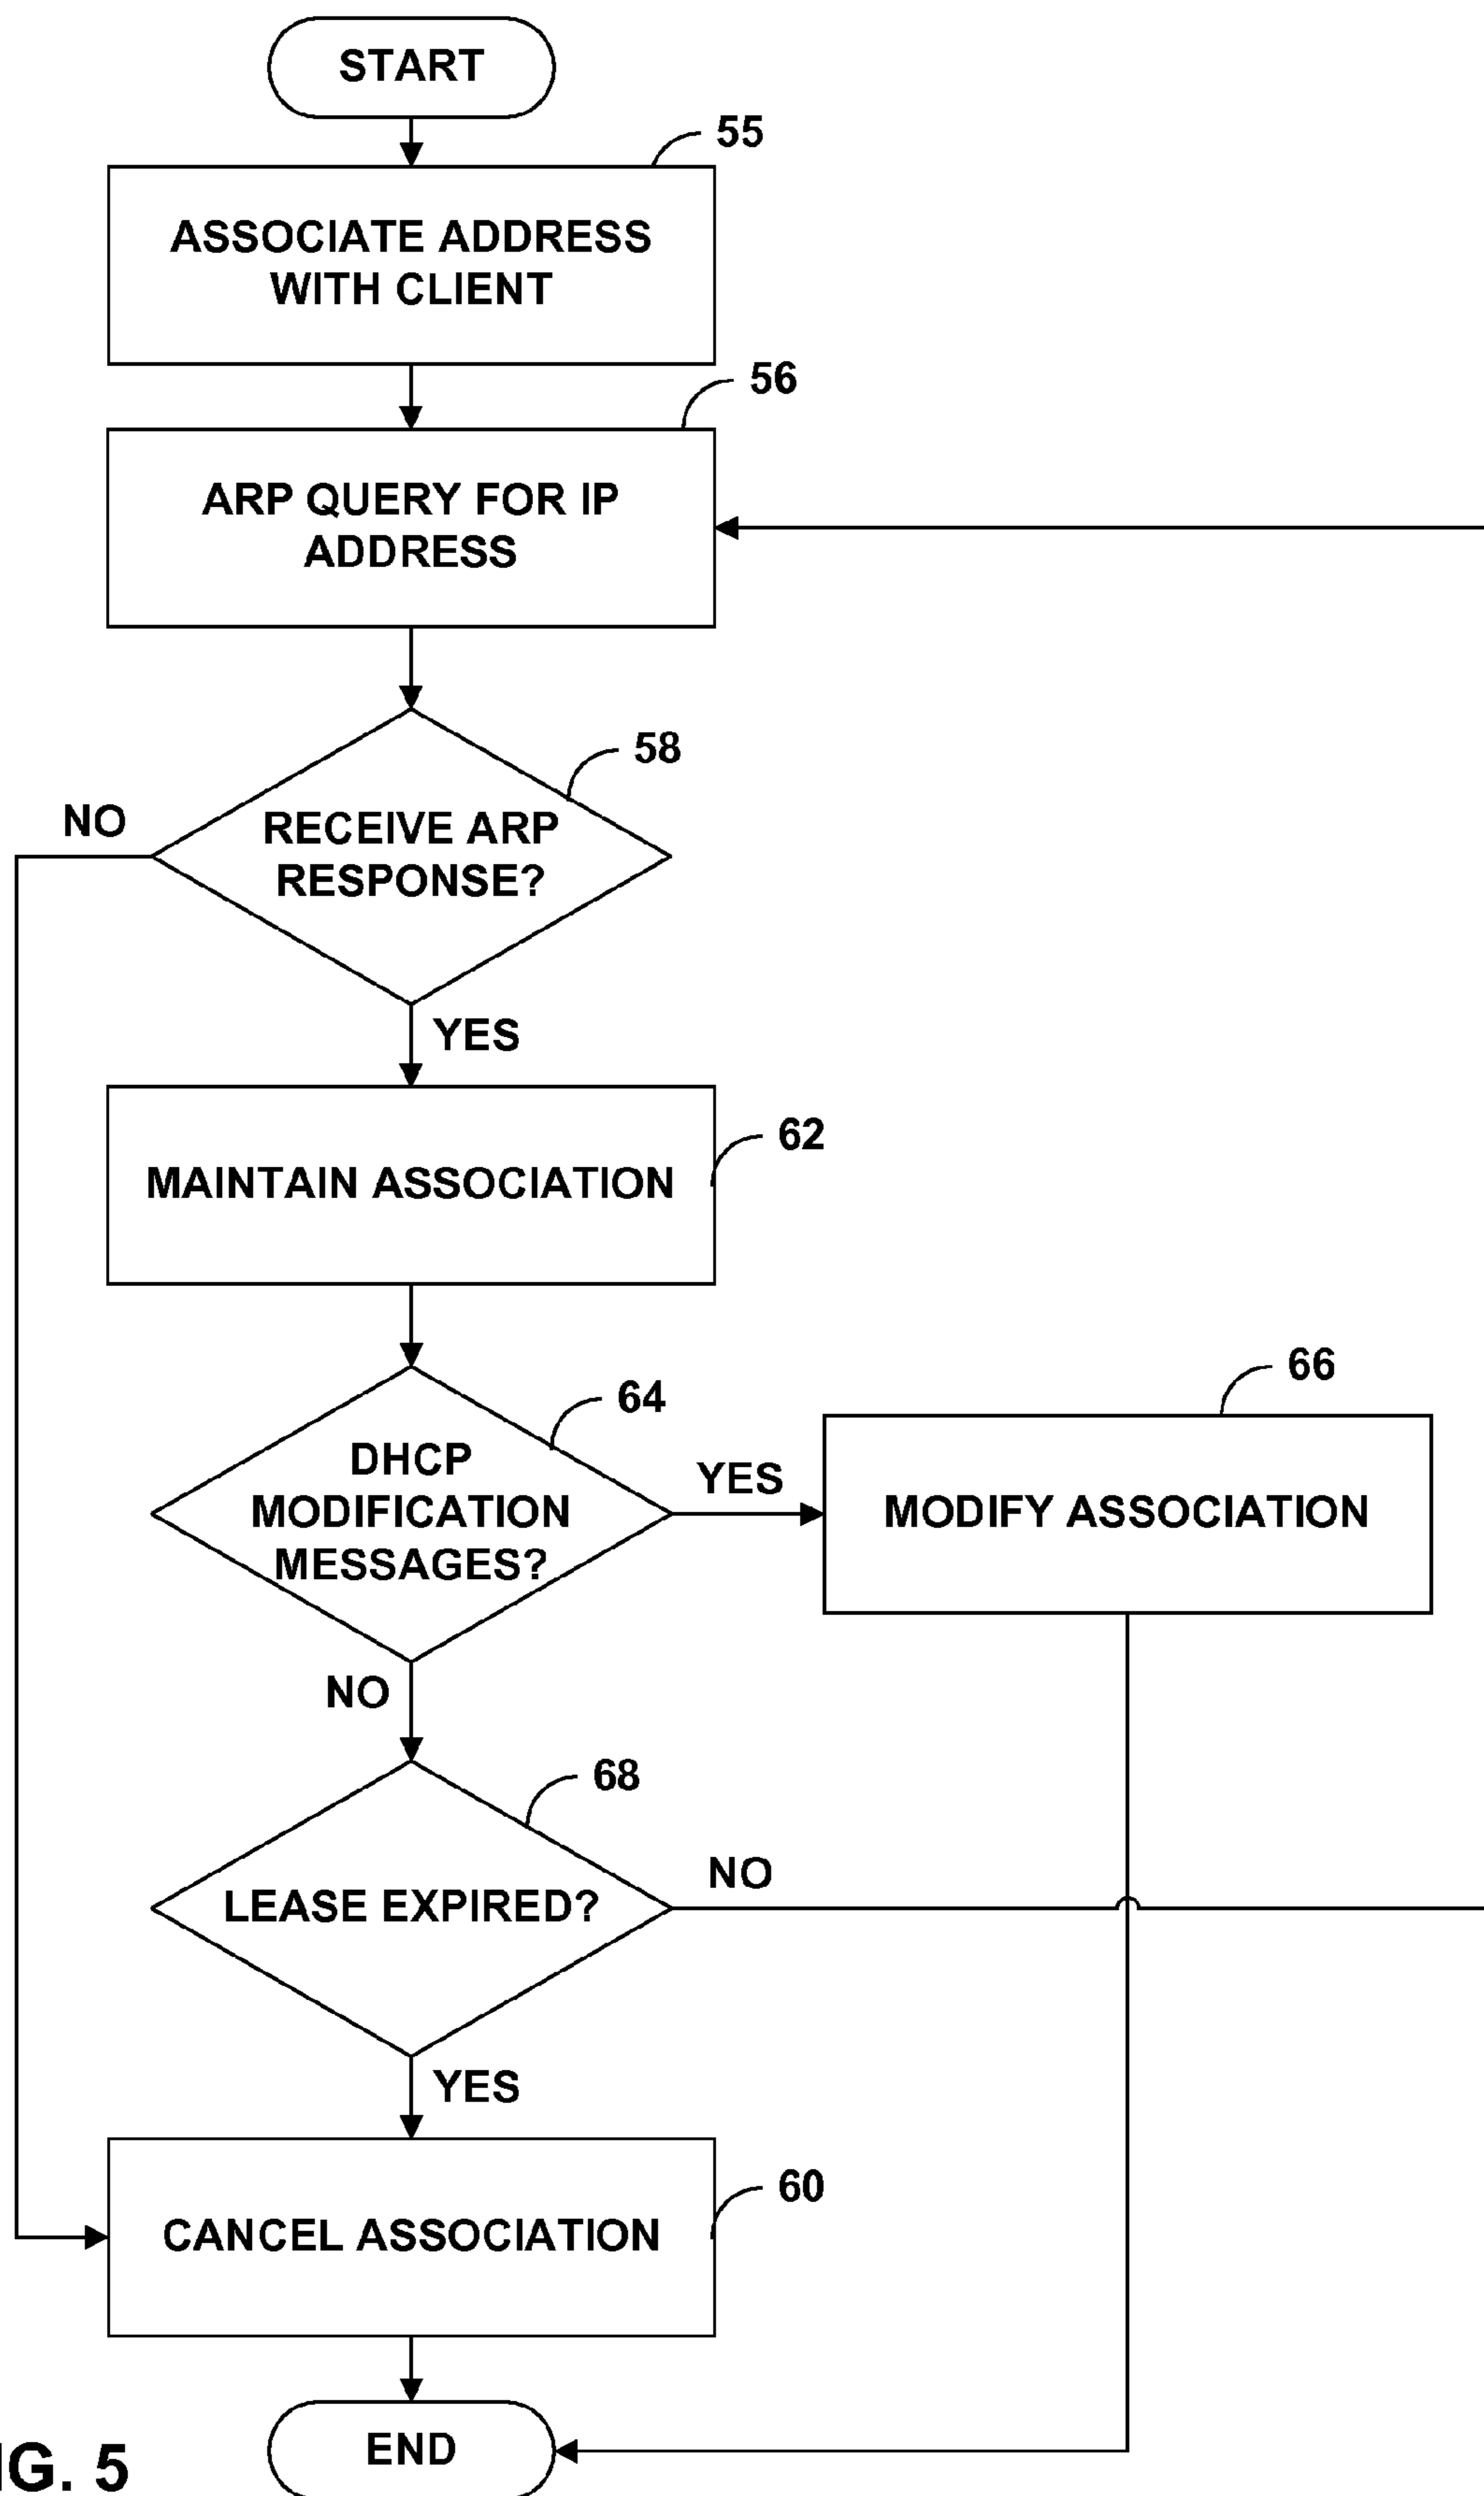 START
55
ASSOCIATE ADDRESS
WITH CLIENT
56
ARP QUERY FOR IP
ADDRESS
58
NO
RECEIVE ARP
RESPONSE?
YES
62
MAINTAIN ASSOCIATION
64
66
DHCP
MODIFICATION
MESSAGES?
YES
MODIFY ASSOCIATION
NO
68
LEASE EXPIRED?
NO
YES
60
CANCEL ASSOCIATION
END
G. 5